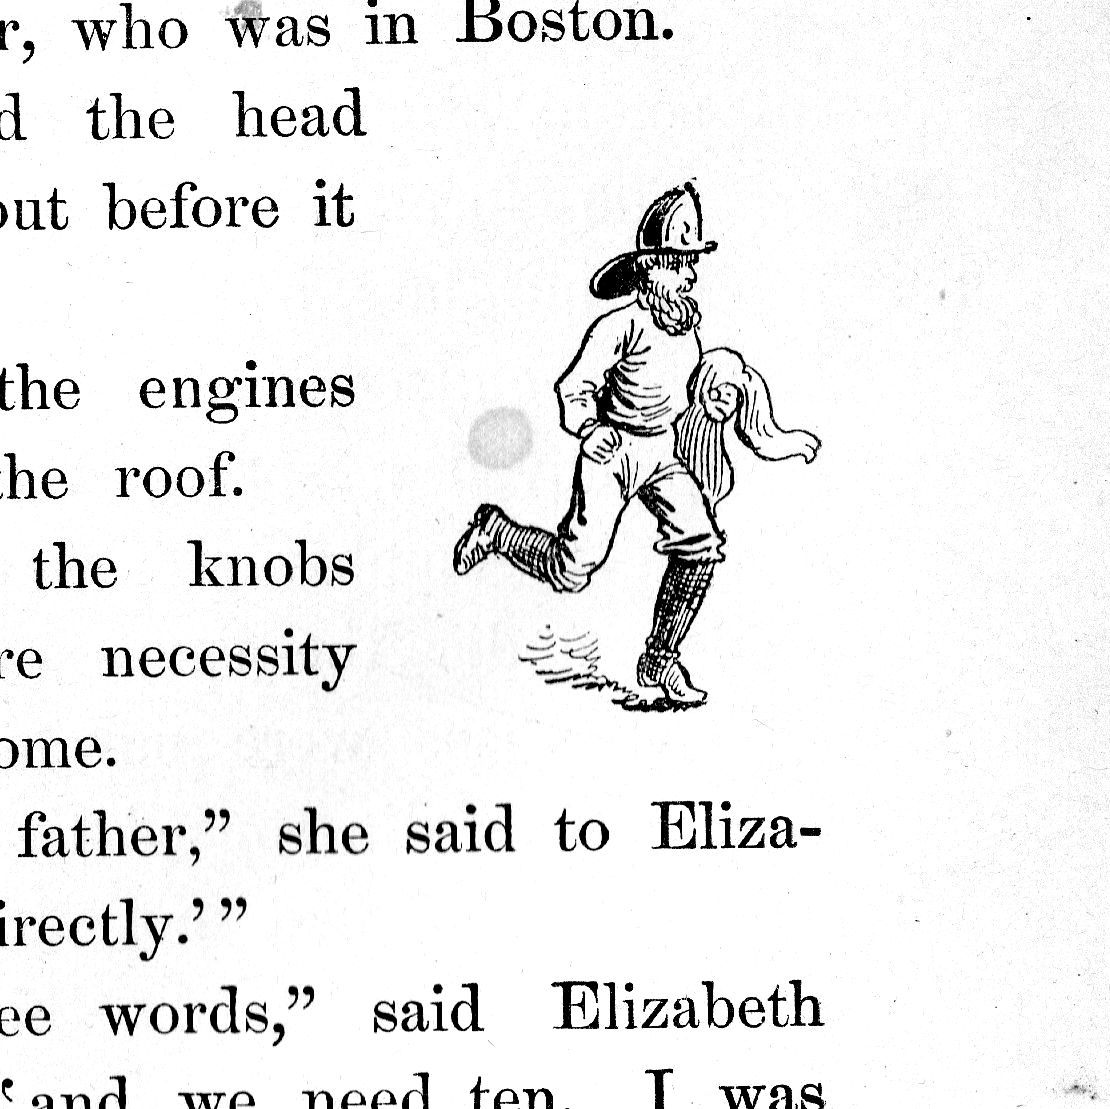 r, who was in Boston.
d the head
out before it
the engines
the roof.
the knobs
re necessity
ome.
father,” she said to Eliza-
irectly.’ ”
ee words,” said Elizabeth
‘and we need ten. I was